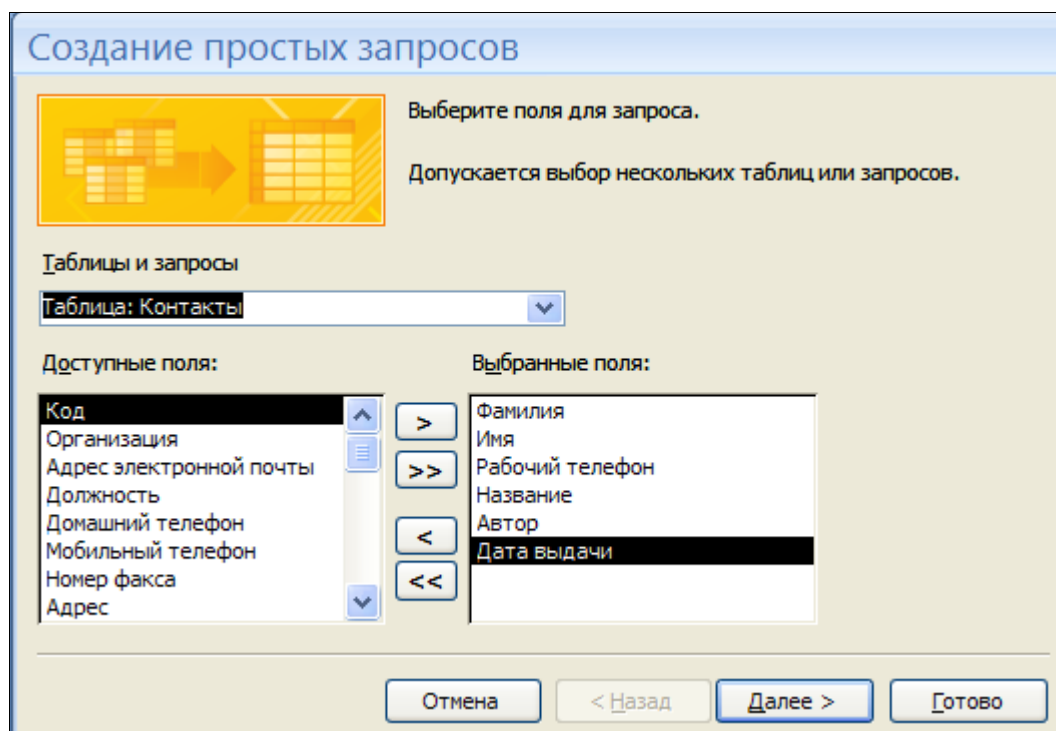 Создание простых запросов
Выберите поля для запроса.
Допускается выбор нескольких таблиц или запросов.
Таблицы и запросы
Таблица: Контакты
Доступные поля:
Код
Организация
Адрес электронной почты
Должность
Домашний телефон
Мобильный телефон
Номер факса
Адрес
>
>>
<
<<
Выбранные поля:
Фамилия
Имя
Рабочий телефон
Название
Автор
Дата выдачи
Отмена
< Назад
Далее >
Готово